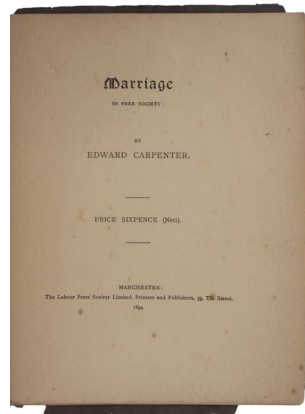 Marriage
IN FREE SOCIETY:
BY
EDWARD CARPENTER.
PRICE SIXPENCE (Nett).
MANCHESTER:
The Labour Press Society Limited, Printers and Publishers, 59, Tib Street,
1894.